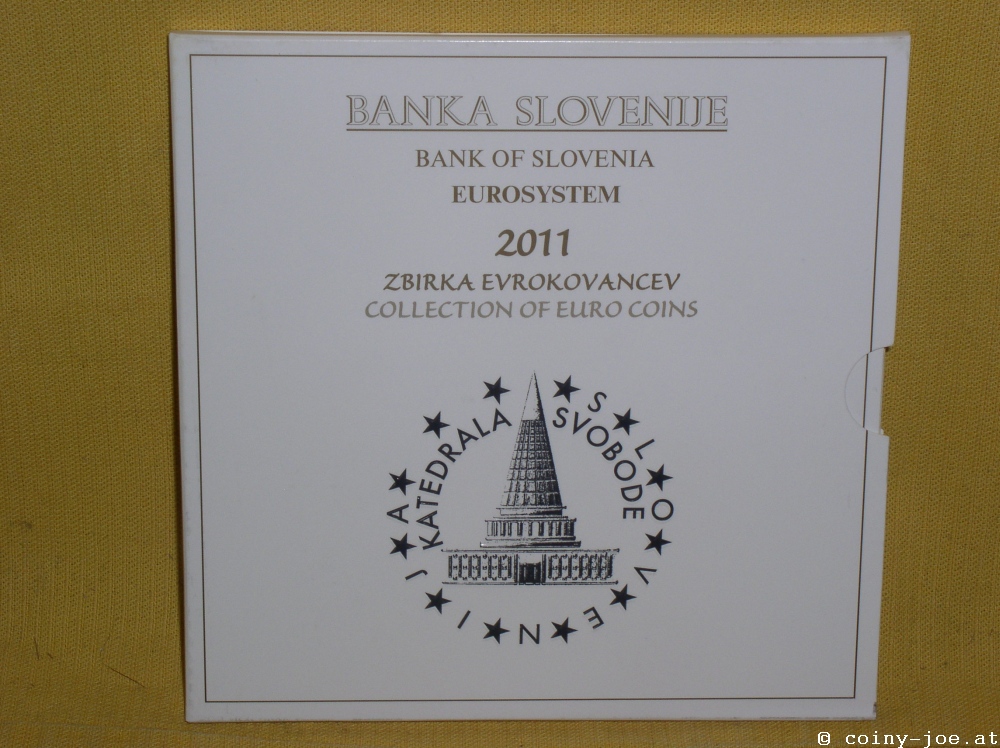 BANKA SLOVENIJE
BANK OF SLOVENIA
EUROSYSTEM
2011
ZBIRKA EVROKOVANCEV
COLLECTION OF EURO COINS
KATEDRALA SVOBODE
SLOVENIJA
© coiny-joe.at